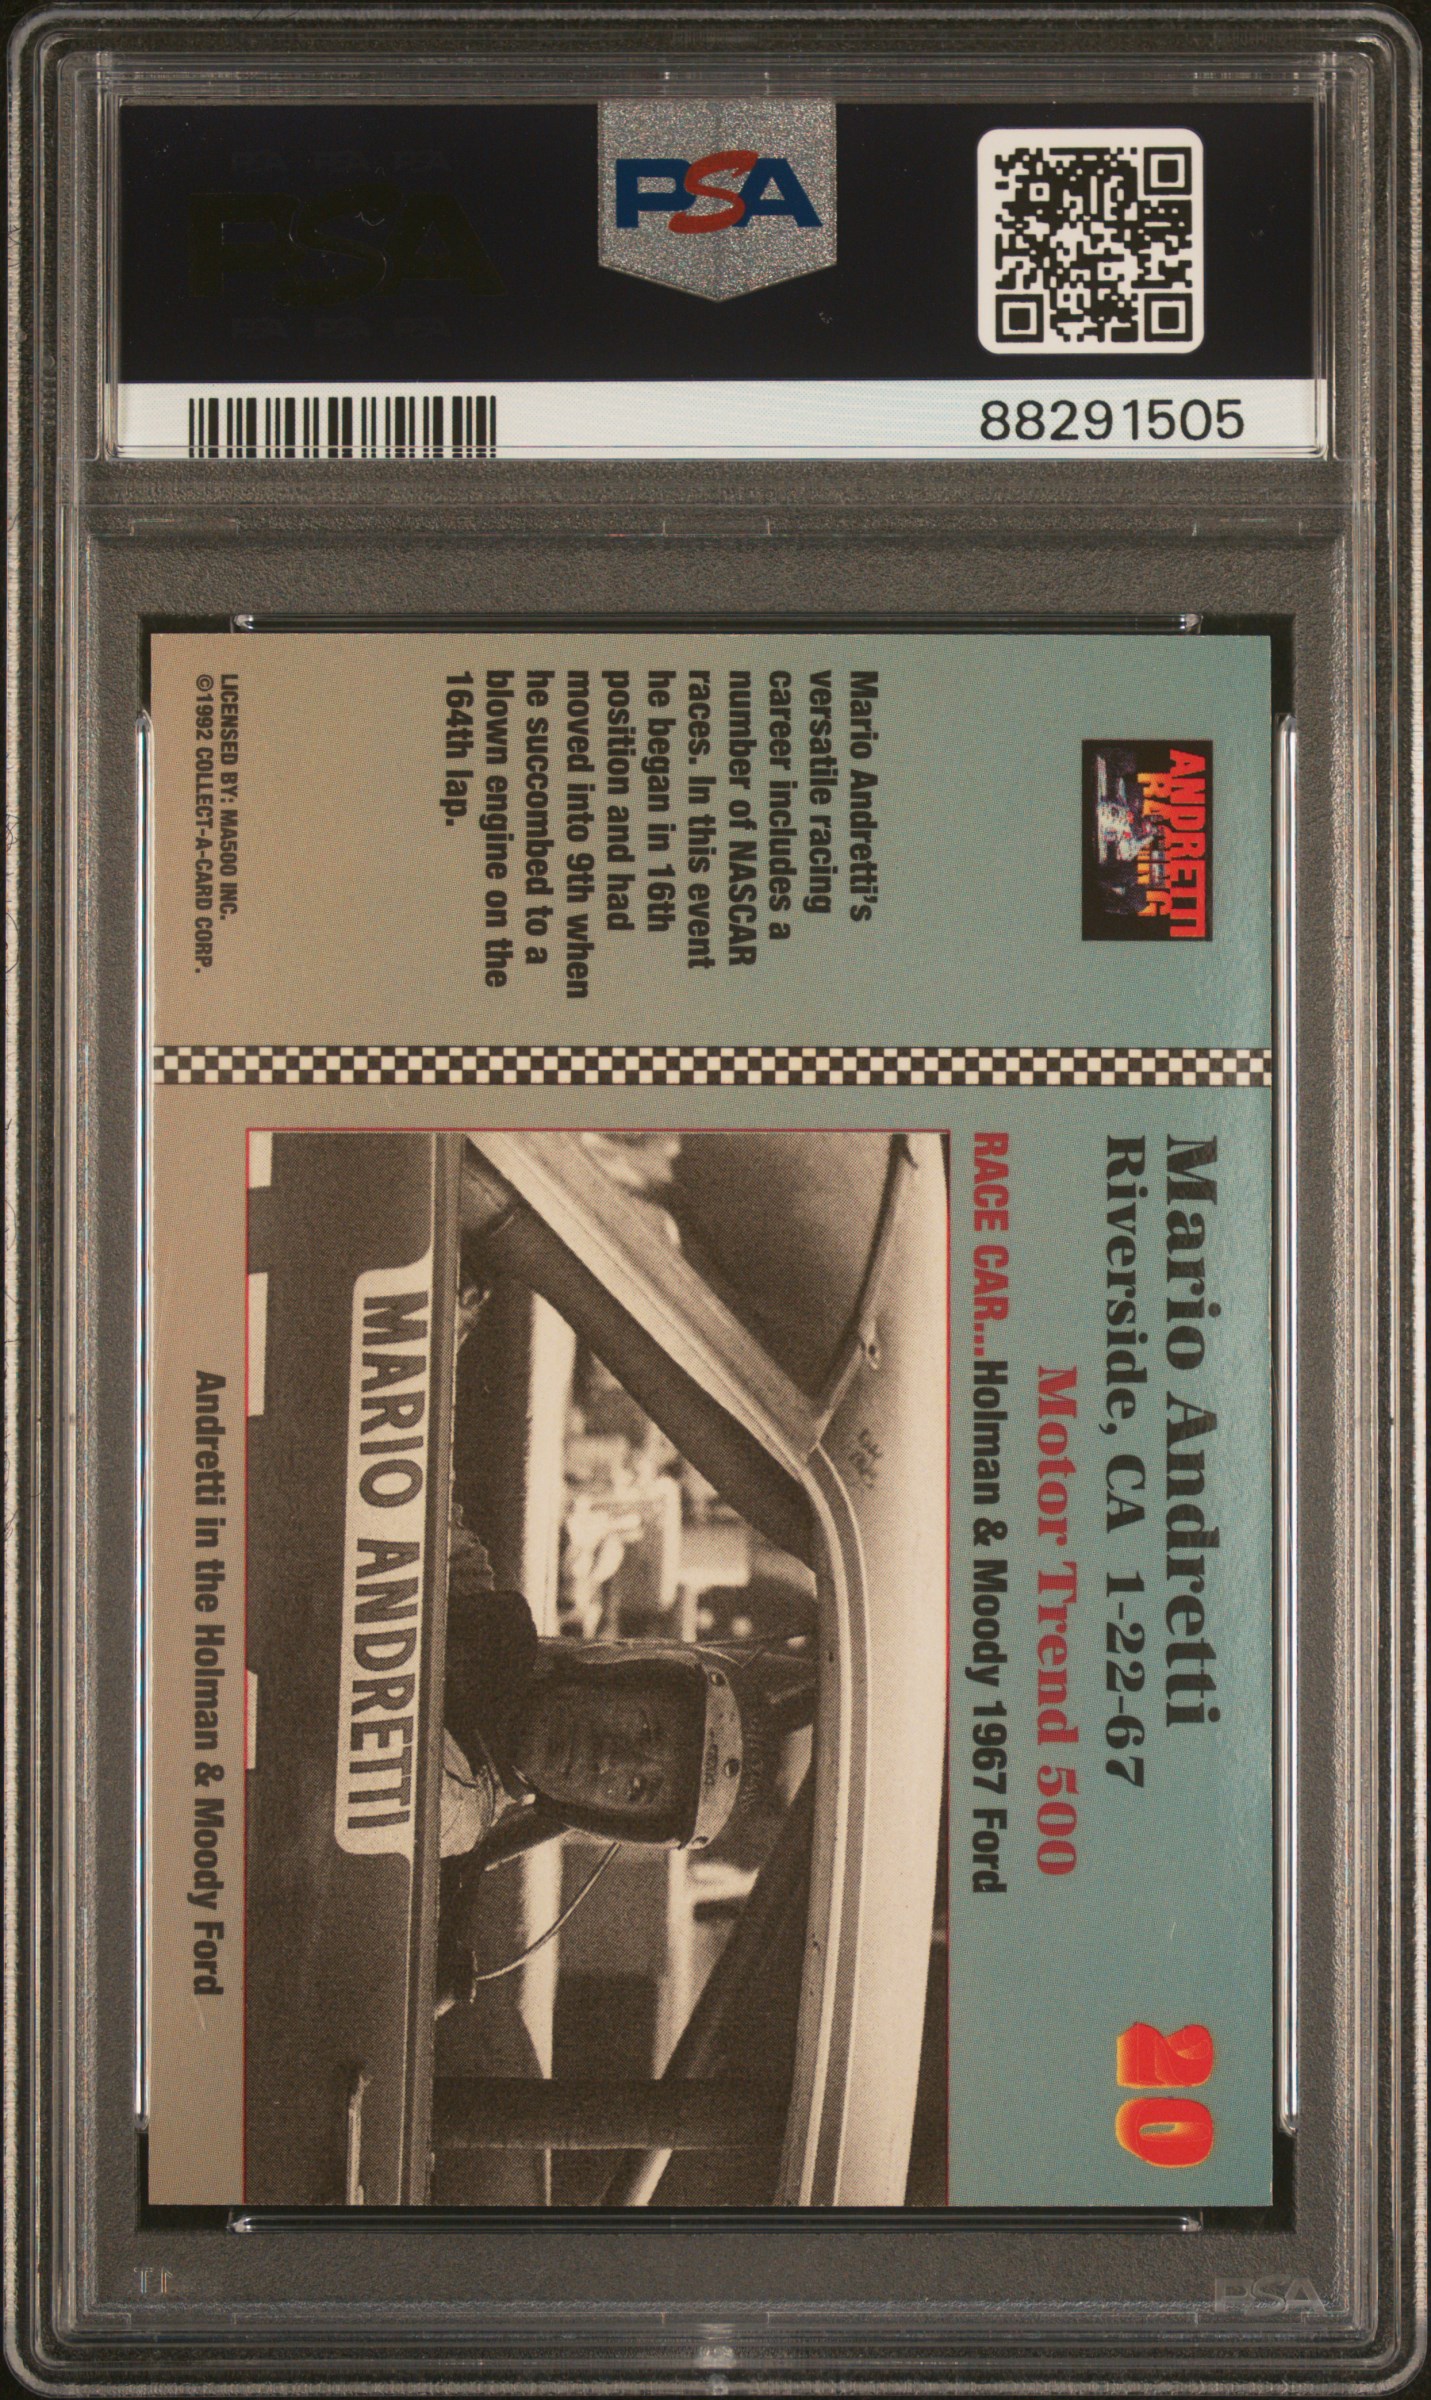 PSA
PSA
88291505
ANDRETTI
RACING
Mario Andretti's
versatile racing
career includes a
number of NASCAR
races. In this event
he began in 16th
position and had
moved into 9th when
he succombed to a
blown engine on the
164th lap.
LICENSED BY: MA500 INC.
©1992 COLLECT-A-CARD CORP.
Mario Andretti
20
Riverside, CA 1-22-67
Motor Trend 500
RACE CAR...Holman & Moody 1967 Ford
MARIO ANDRETTI
Andretti in the Holman & Moody Ford
PSA